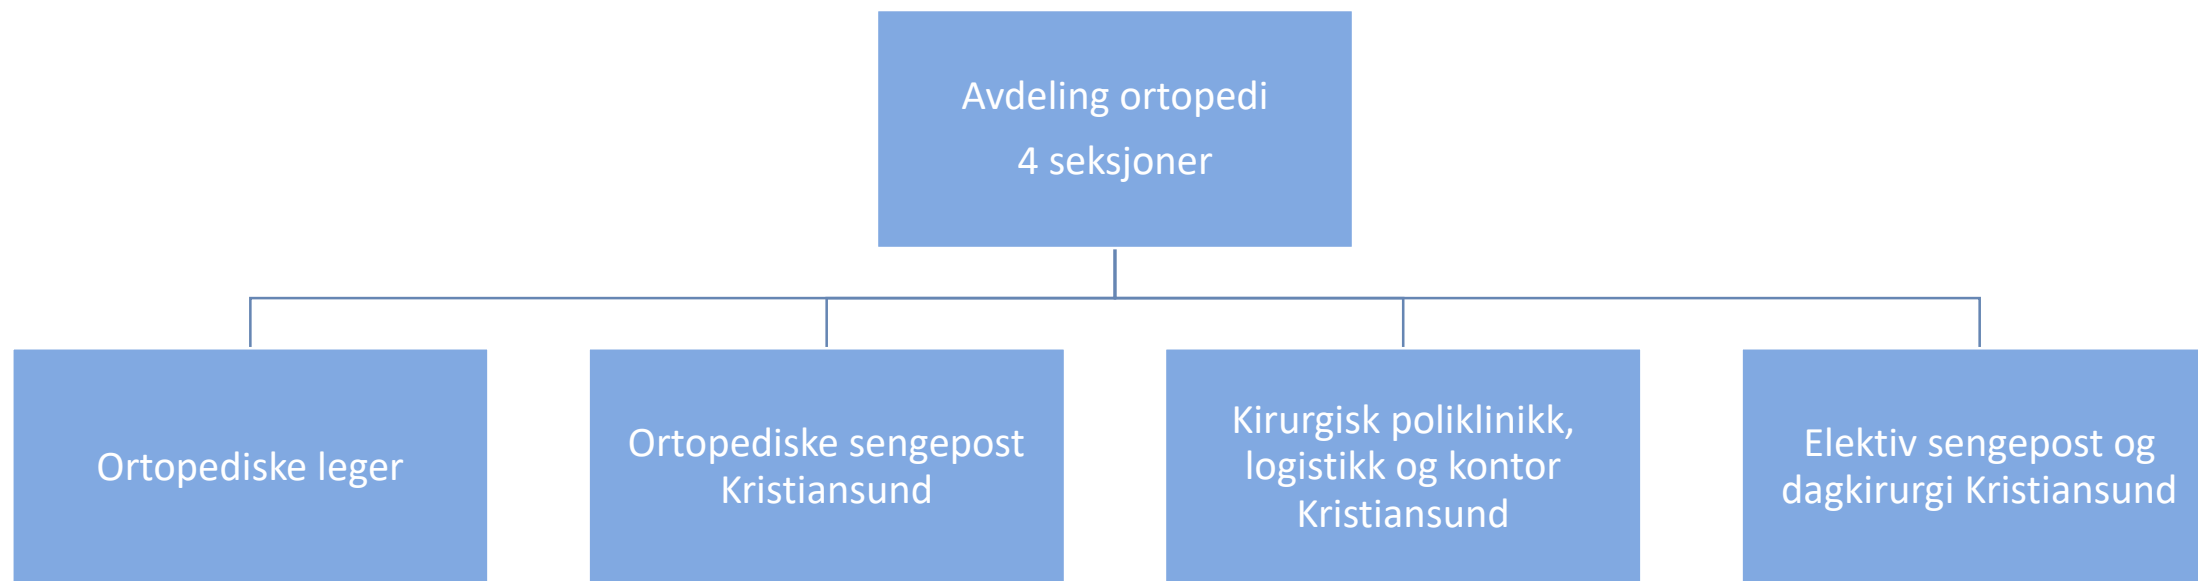 Avdeling ortopedi
4 seksjoner
Ortopediske leger
Ortopediske sengepost
Kristiansund
Kirurgisk poliklinikk,
logistikk og kontor
Kristiansund
Elektiv sengepost og
dagkirurgi Kristiansund